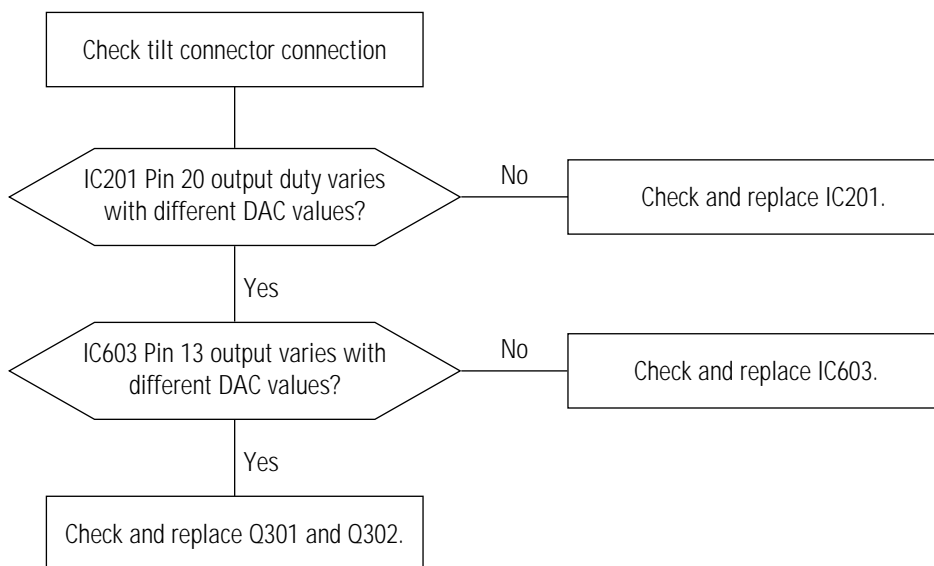 Check tilt connector connection
IC201 Pin 20 output duty varies
with different DAC values?
No
Check and replace IC201.
Yes
IC603 Pin 13 output varies with
different DAC values?
No
Check and replace IC603.
Yes
Check and replace Q301 and Q302.